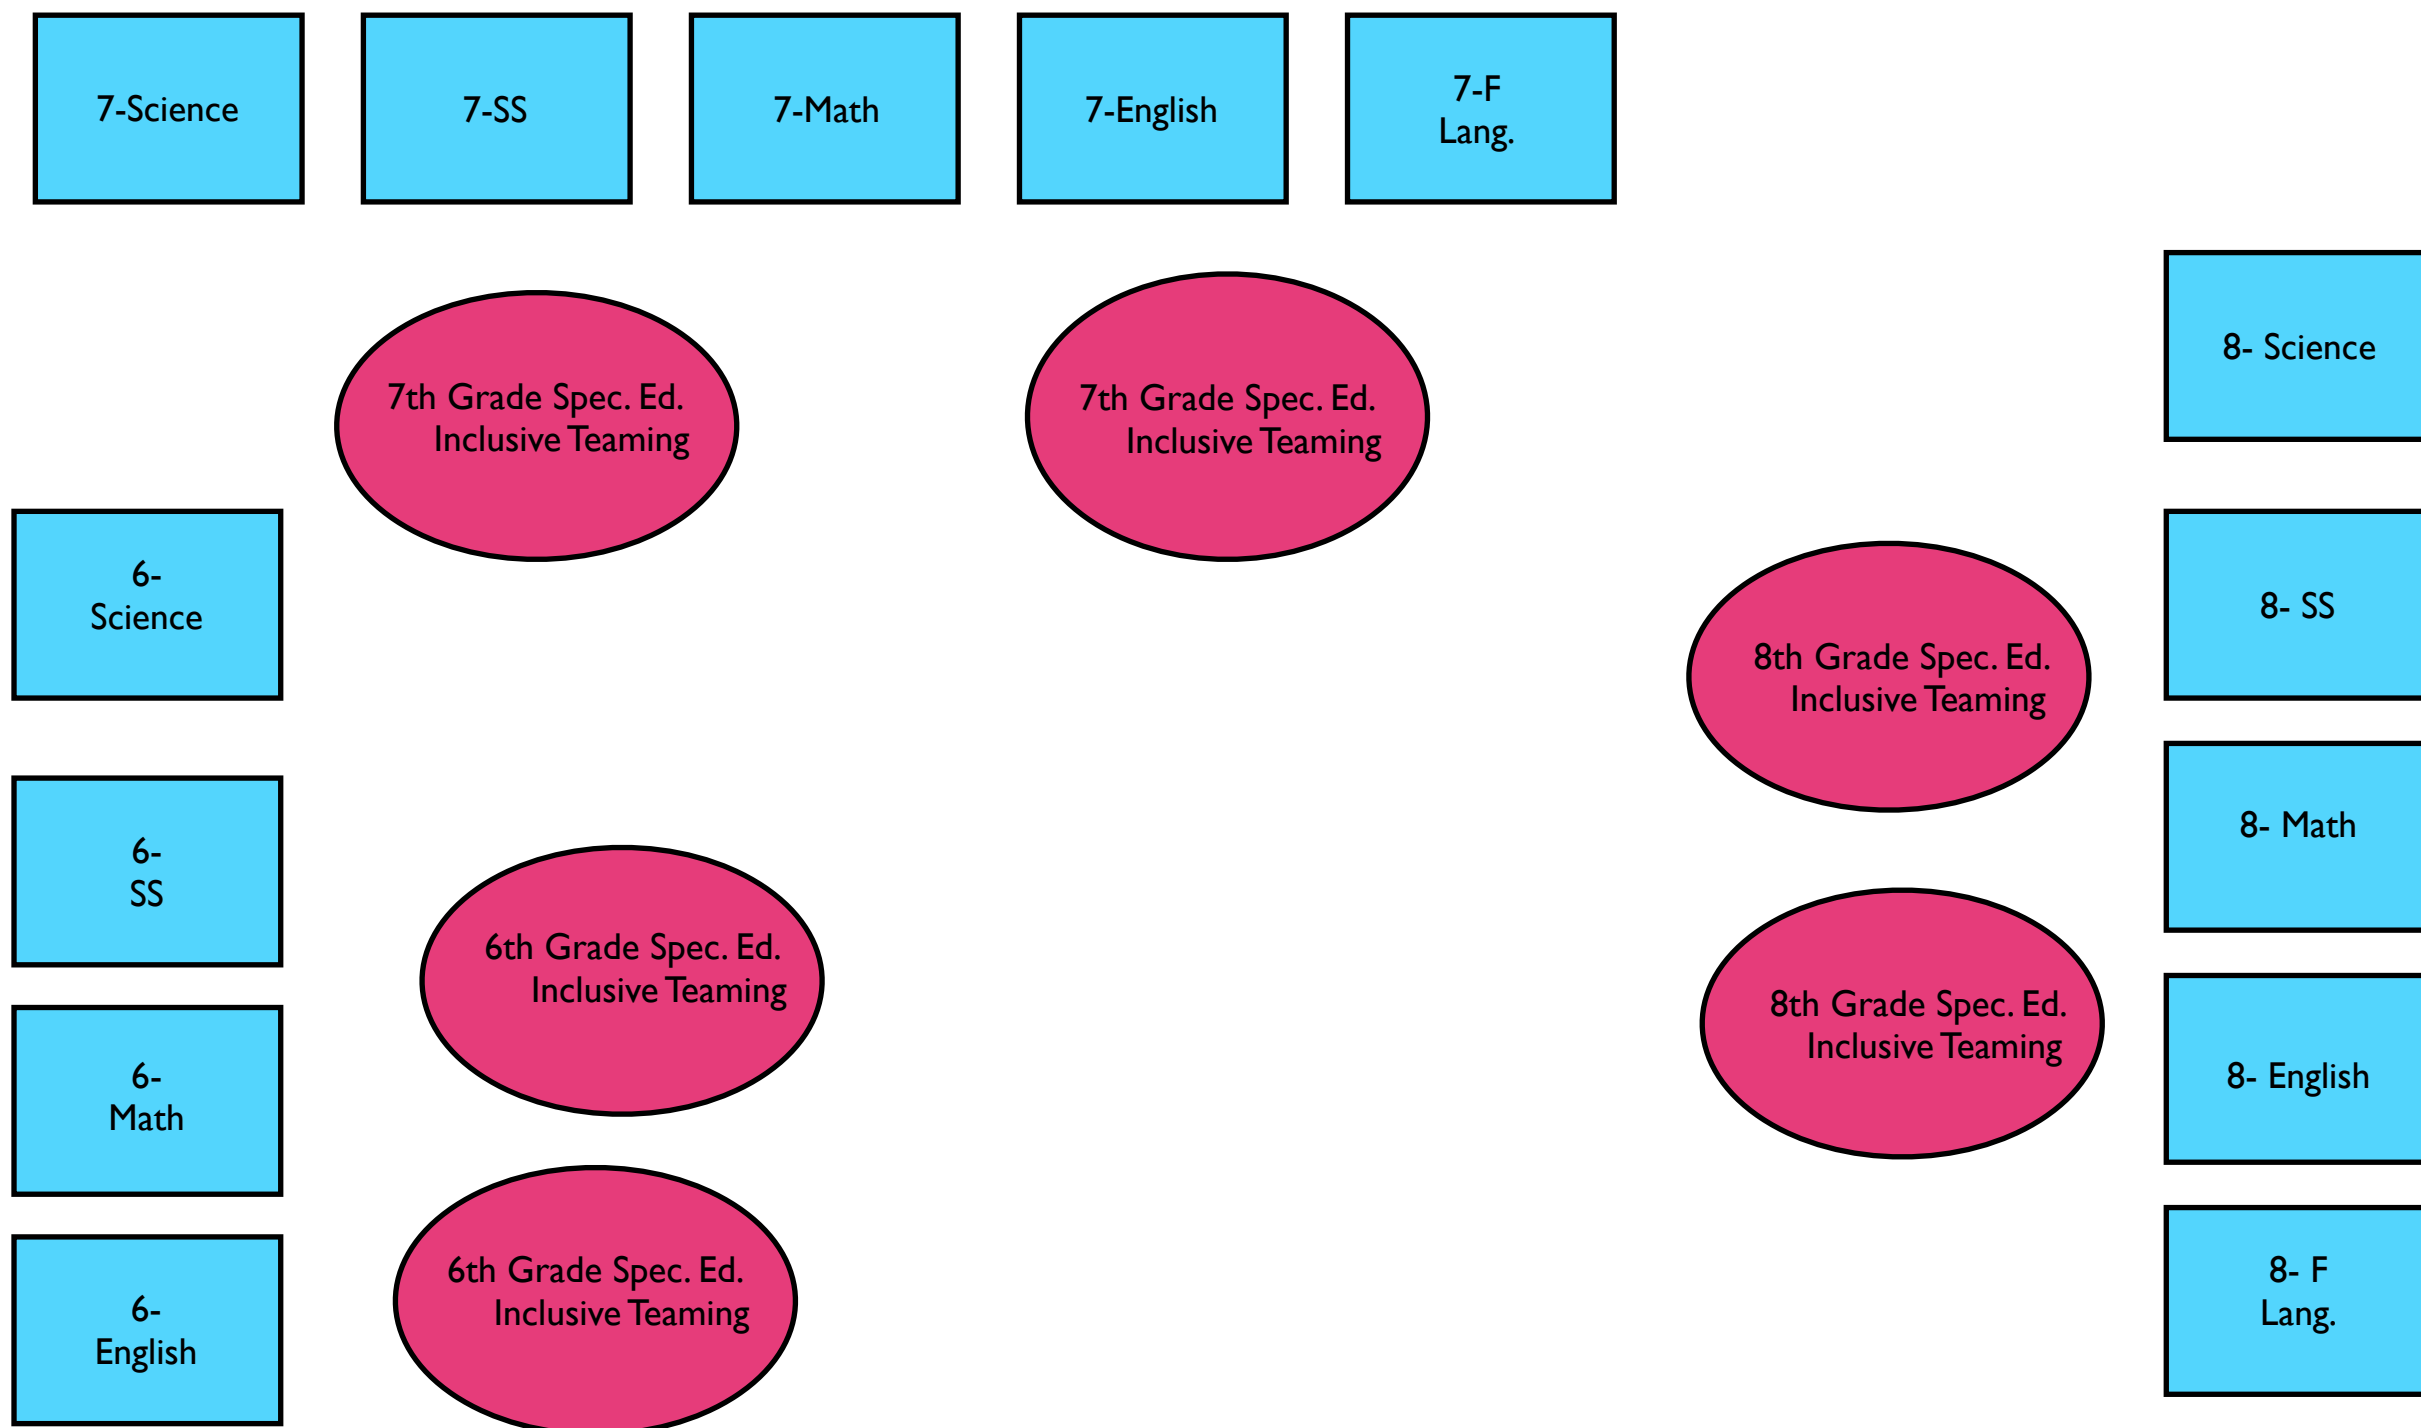 7-Science
7-SS
7-Math
7-English
7-F
Lang.
7th Grade Spec. Ed.
Inclusive Teaming
7th Grade Spec. Ed.
Inclusive Teaming
8- Science
6-
Science
8- SS
8th Grade Spec. Ed.
Inclusive Teaming
6-
SS
8- Math
6th Grade Spec. Ed.
Inclusive Teaming
8th Grade Spec. Ed.
Inclusive Teaming
6-
Math
8- English
6th Grade Spec. Ed.
Inclusive Teaming
6-
English
8- F
Lang.